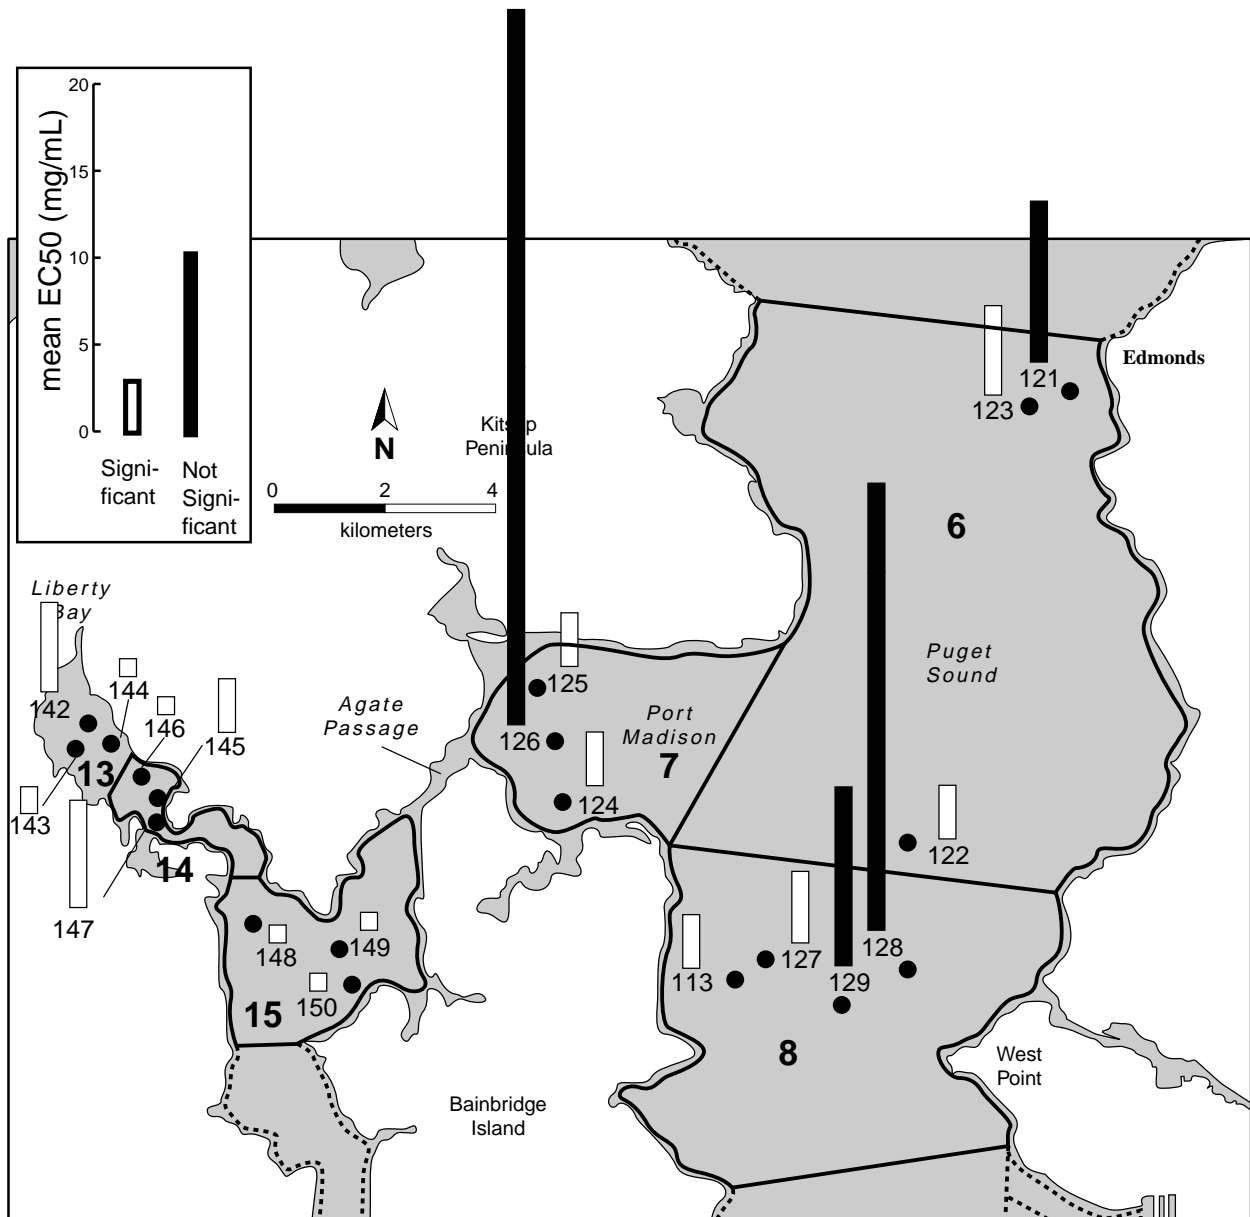 20
15
10
5
0
mean EC50 (mg/mL)
Signi-
ficant
Not
Signi-
ficant
N
Kitsap
Peninsula
0 2 4
kilometers
Edmonds
121
123
6
Liberty
Bay
142
144
146
145
143
13
147
14
Agate
Passage
125
126
Port
Madison
7
124
Puget
Sound
122
148
149
150
15
113
127
129
128
8
West
Point
Bainbridge
Island